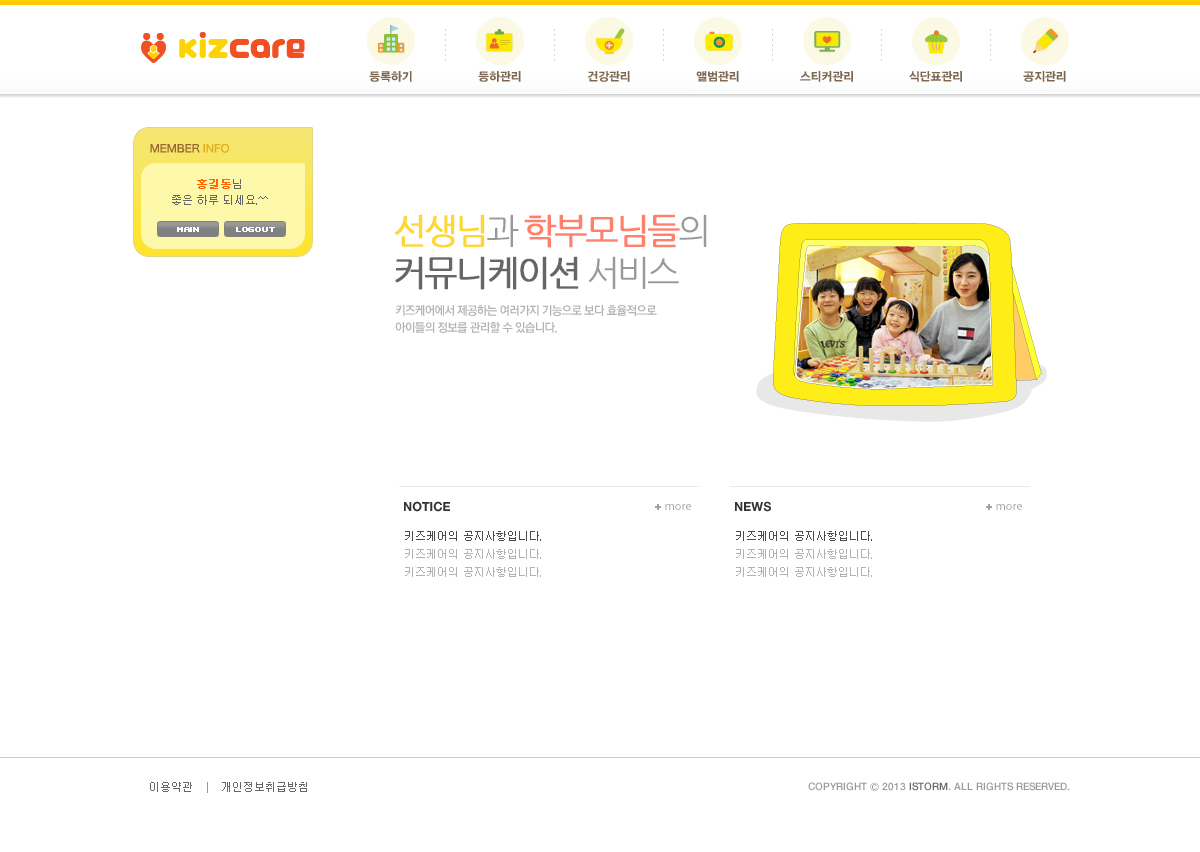 kizcare
등록하기
등하관리
건강관리
앨범관리
스티커관리
식단표관리
공지관리
MEMBER INFO
홍길동님
좋은 하루 되세요.^^
MAIN
LOGOUT
선생님과 학부모님들의
커뮤니케이션 서비스
키즈케어에서 제공하는 여러가지 기능으로 보다 효율적으로
아이들의 정보를 관리할 수 있습니다.
LEVI'S
NOTICE
+ more
키즈케어의 공지사항입니다.
키즈케어의 공지사항입니다.
키즈케어의 공지사항입니다.
NEWS
+ more
키즈케어의 공지사항입니다.
키즈케어의 공지사항입니다.
키즈케어의 공지사항입니다.
이용약관 | 개인정보취급방침
COPYRIGHT © 2013 ISTORM. ALL RIGHTS RESERVED.